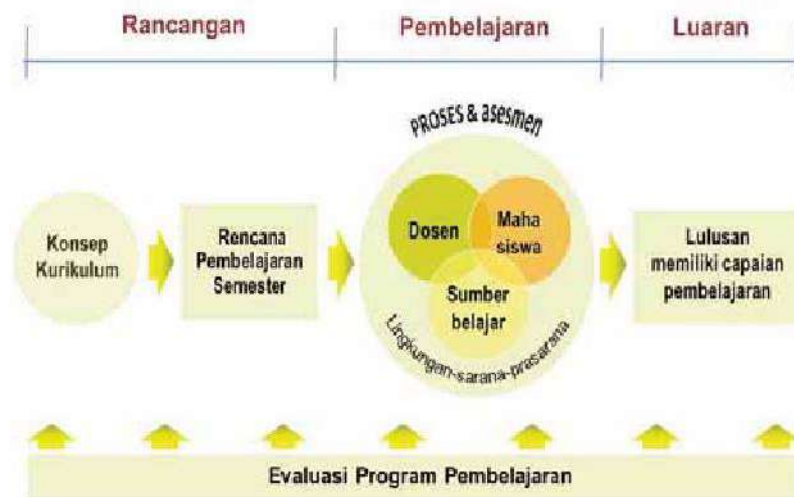 Rancangan
Pembelajaran
Luaran
PROSES & asesmen
Konsep
Kurikulum
Rencana
Pembelajaran
Semester
Dosen
Maha
siswa
Sumber
belajar
Lingkungan-sarana-prasarana
Lulusan
memiliki capaian
pembelajaran
Evaluasi Program Pembelajaran